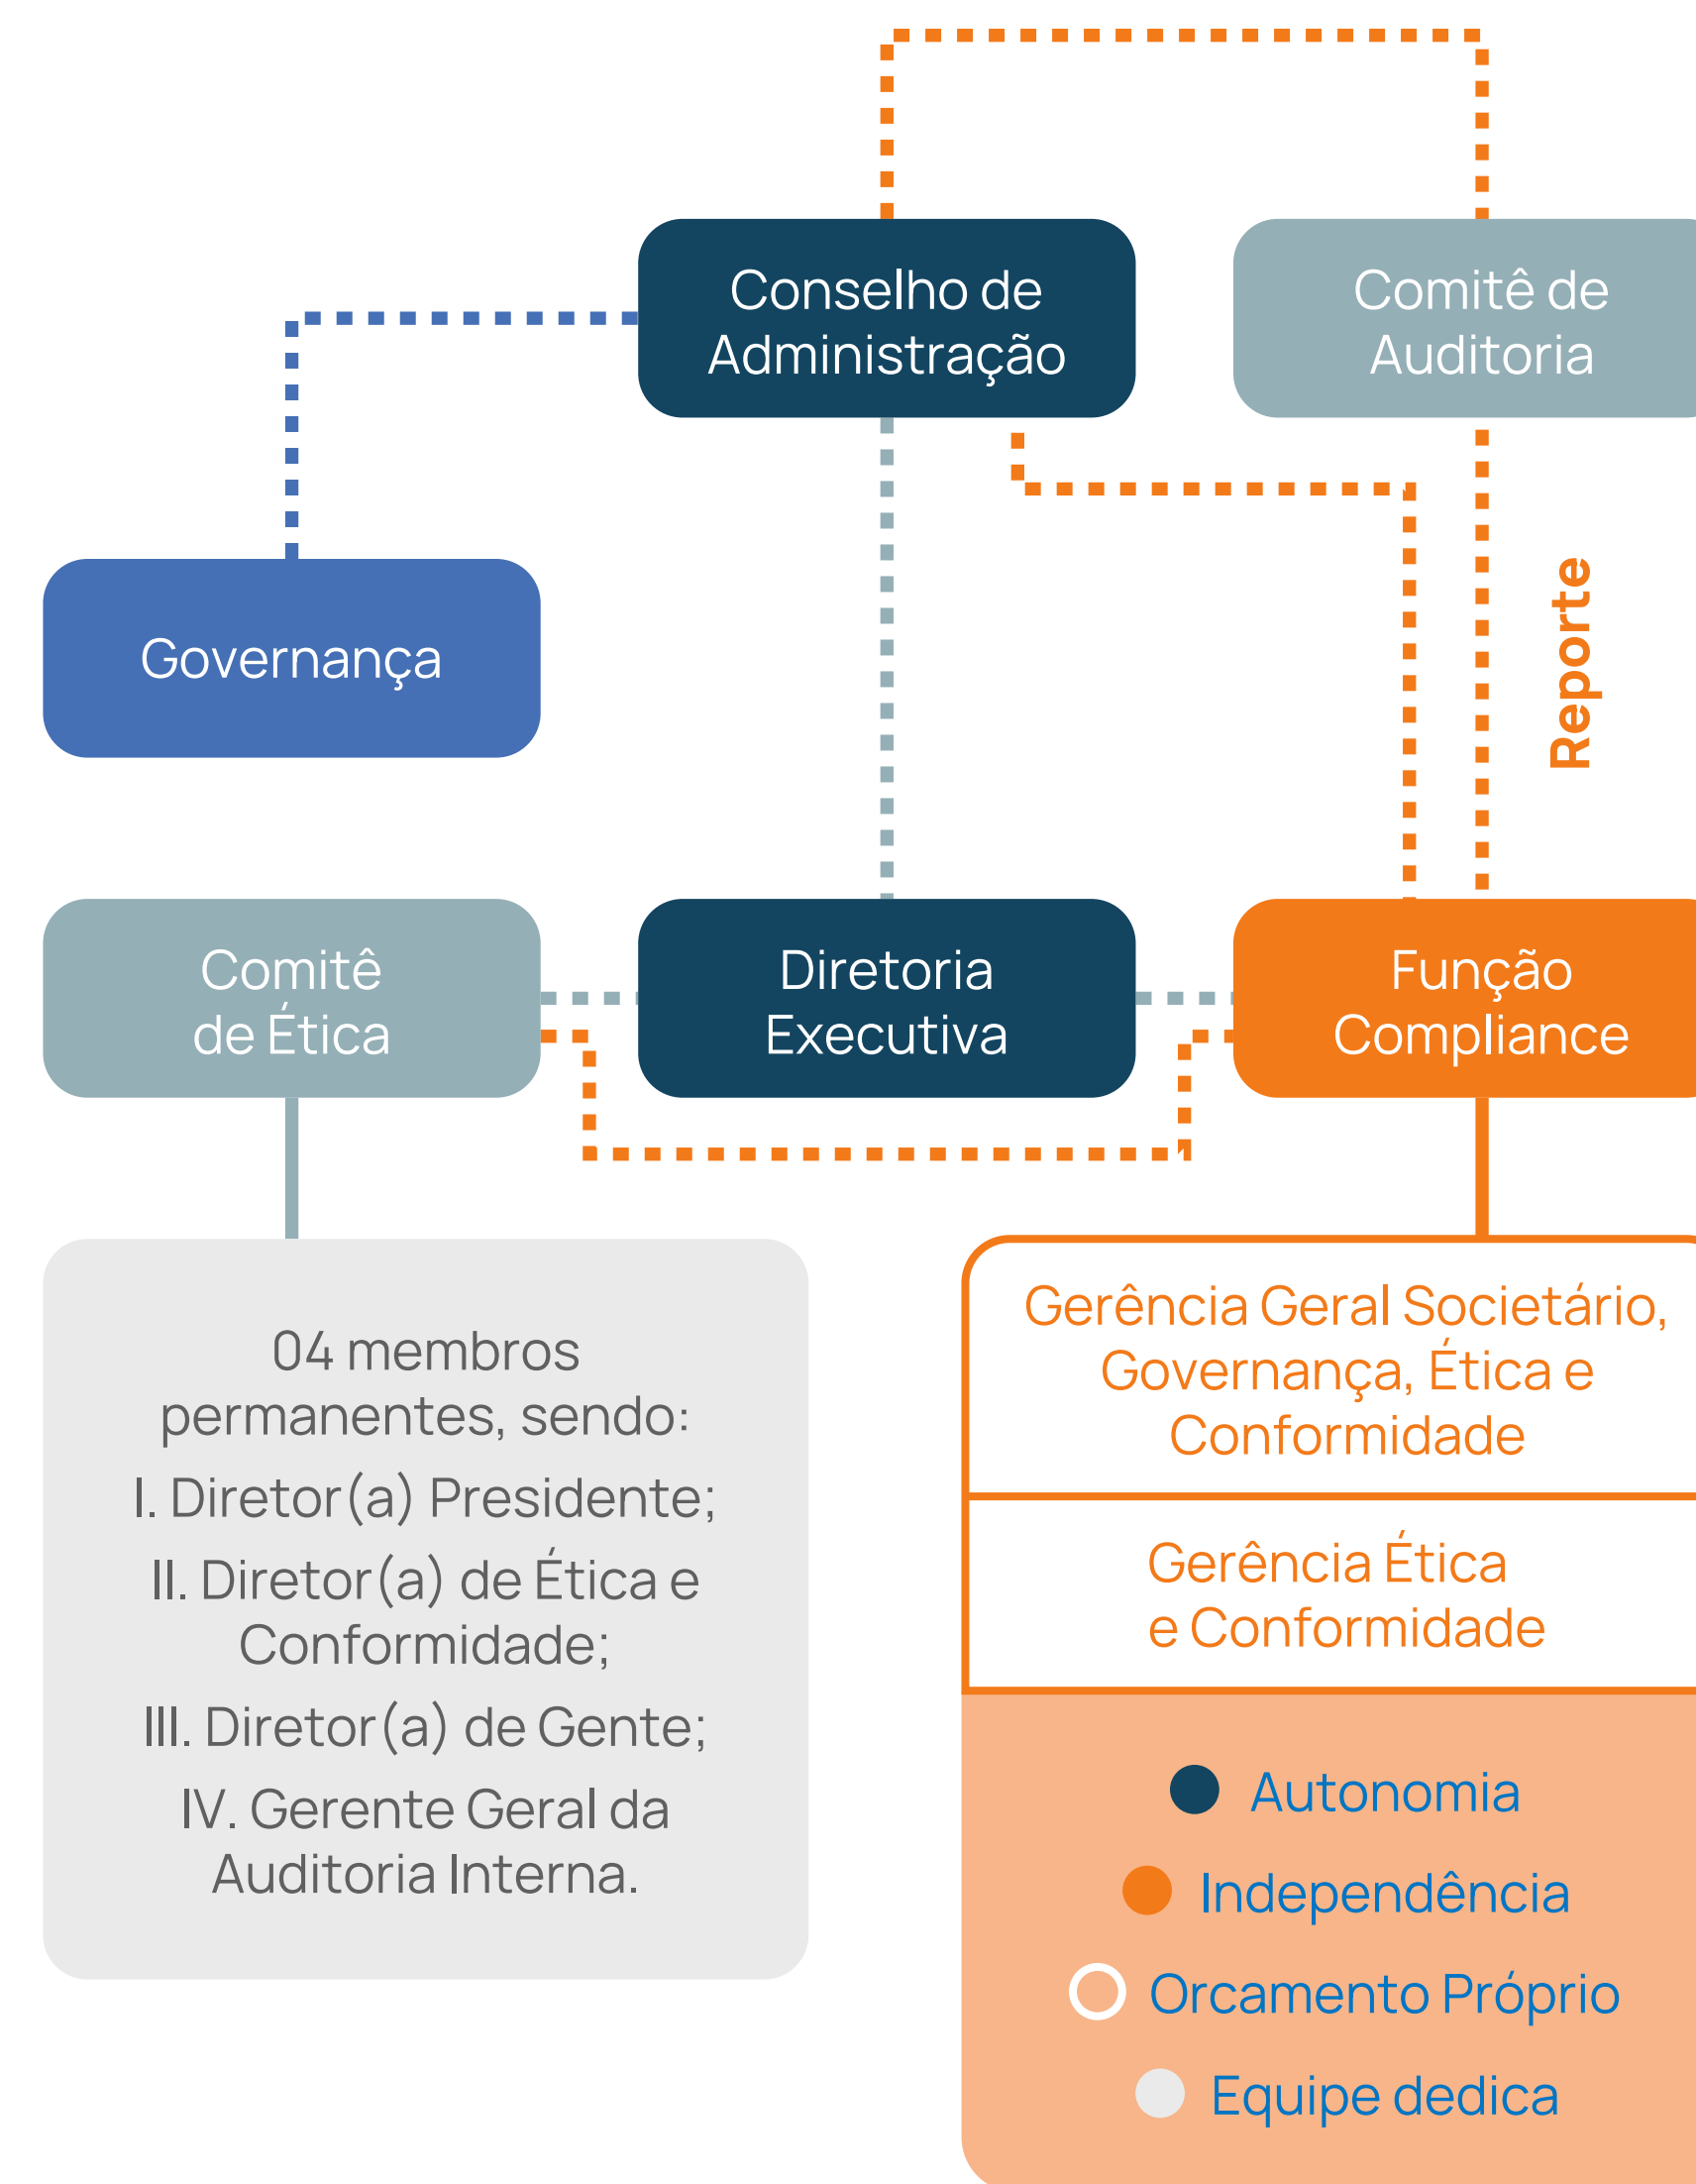 Conselho de
Administração
Comitê de
Auditoria
Governança
Reporte
Comitê
de Ética
Diretoria
Executiva
Função
Compliance
04 membros
permanentes, sendo:
I. Diretor(a) Presidente;
II. Diretor(a) de Ética e
Conformidade;
III. Diretor(a) de Gente;
IV. Gerente Geral da
Auditoria Interna.
Gerência Geral Societário,
Governança, Ética e
Conformidade
Gerência Ética
e Conformidade
Autonomia
Independência
Orcamento Próprio
Equipe dedica